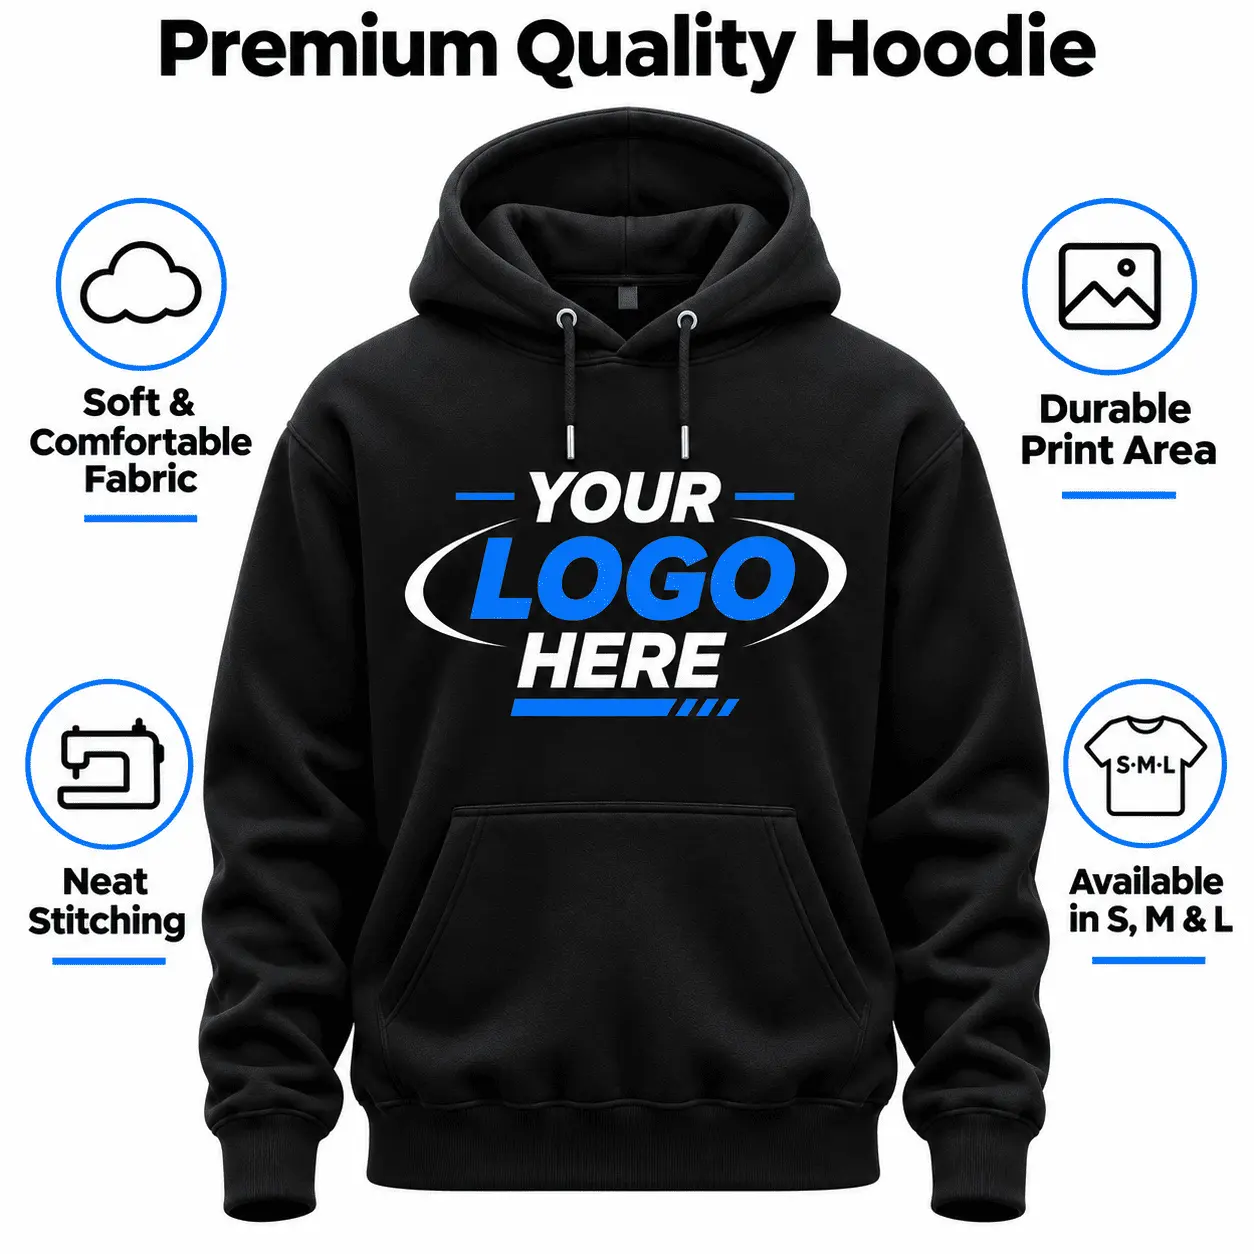 Premium Quality Hoodie
Soft &
Comfortable
Fabric
Durable
Print Area
YOUR
LOGO
HERE
Neat
Stitching
S·M·L
Available
in S, M & L